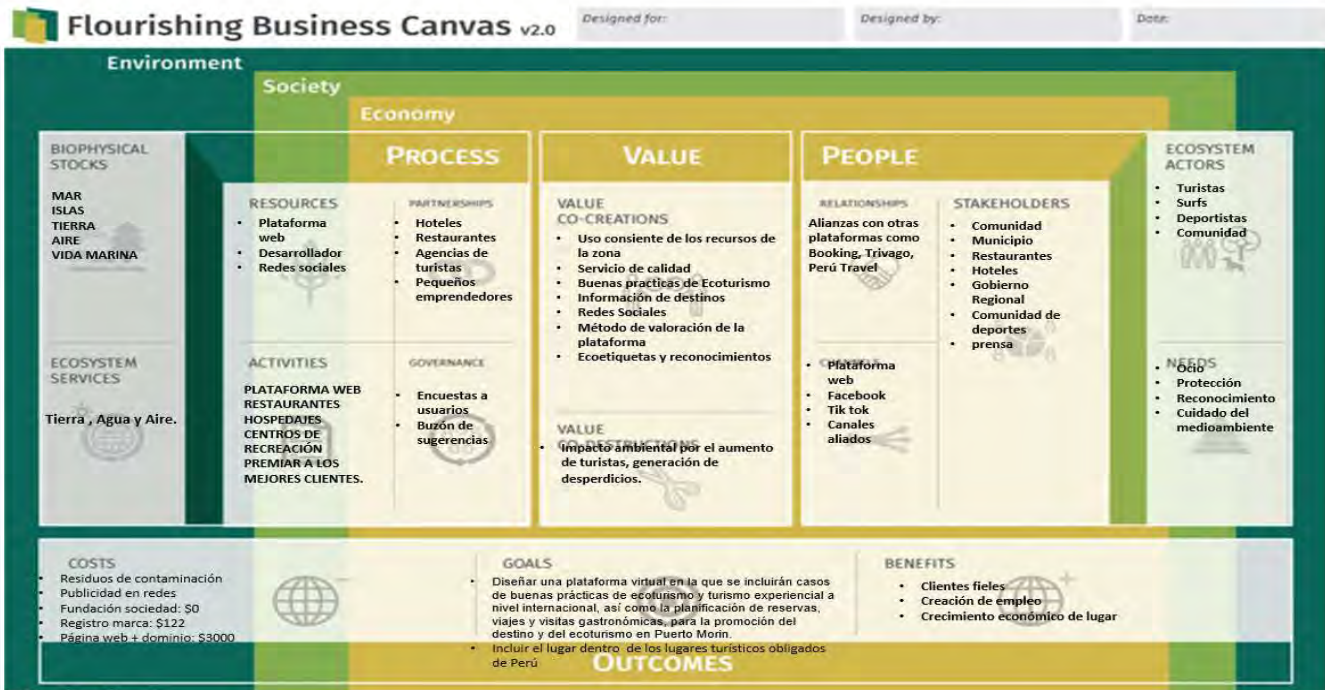 Flourishing Business Canvas v2.0
Designed for:
Designed by:
Date:
Environment
Society
Economy
BIOPHYSICAL
STOCKS
MAR
ISLAS
TIERRA
AIRE
VIDA MARINA
ECOSYSTEM
SERVICES
Tierra , Agua y Aire.
PROCESS
RESOURCES
• Plataforma
web
• Desarrollador
• Redes sociales
PARTNERSHIPS
• Hoteles
• Restaurantes
• Agencias de
turistas
• Pequeños
emprendedores
ACTIVITIES
PLATAFORMA WEB
RESTAURANTES
HOSPEDAJES
CENTROS DE
RECREACIÓN
PREMIAR A LOS
MEJORES CLIENTES.
GOVERNANCE
• Encuestas a
usuarios
• Buzón de
sugerencias
VALUE
VALUE
CO-CREATIONS
• Uso consiente de los recursos de
la zona
• Servicio de calidad
• Buenas practicas de Ecoturismo
• Información de destinos
• Redes Sociales
• Método de valoración de la
plataforma
• Ecoetiquetas y reconocimientos
VALUE
CO-DESTRUCTIONS
• Impacto ambiental por el aumento
de turistas, generación de
desperdicios.
PEOPLE
RELATIONSHIPS
Alianzas con otras
plataformas como
Booking, Trivago,
Perú Travel
STAKEHOLDERS
• Comunidad
• Municipio
• Restaurantes
• Hoteles
• Gobierno
Regional
• Comunidad de
deportes
• prensa
CHANNELS
• Plataforma
web
• Facebook
• Tik tok
• Canales
aliados
ECOSYSTEM
ACTORS
• Turistas
• Surfs
• Deportistas
• Comunidad
NEEDS
• Ocio
• Protección
• Reconocimiento
• Cuidado del
medioambiente
COSTS
• Residuos de contaminación
• Publicidad en redes
• Fundación sociedad: $0
• Registro marca: $122
• Página web + dominio: $3000
GOALS
• Diseñar una plataforma virtual en la que se incluirán casos
de buenas prácticas de ecoturismo y turismo experiencial a
nivel internacional, así como la planificación de reservas,
viajes y visitas gastronómicas, para la promoción del
destino y del ecoturismo en Puerto Morin.
• Incluir el lugar dentro de los lugares turísticos obligados
de Perú
BENEFITS
• Clientes fieles
• Creación de empleo
• Crecimiento económico de lugar
OUTCOMES